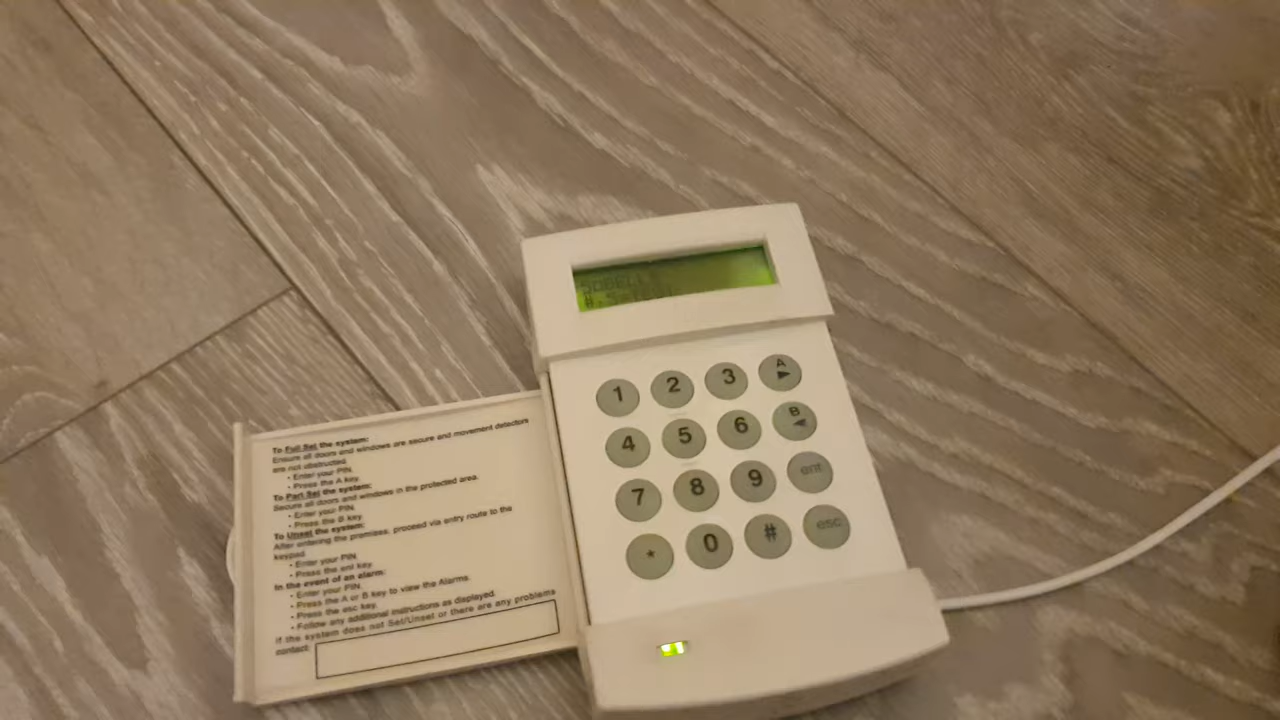 1 2 3 A
4 5 6 B
7 8 9 ent
* 0 # esc
To Full Set the system:
Ensure all doors and windows are secure and movement detectors
are not obstructed.
• Enter your PIN.
• Press the A key.
To Part Set the system:
Secure all doors and windows in the protected area.
• Enter your PIN.
• Press the B key.
To Unset the system:
After entering the premises, proceed via entry route to the
keypad.
• Enter your PIN.
• Press the ent key.
In the event of an alarm:
• Enter your PIN.
• Press the A or B key to view the Alarms.
• Press the esc key.
• Follow any additional instructions as displayed.
If the system does not Set/Unset or there are any problems
contact: